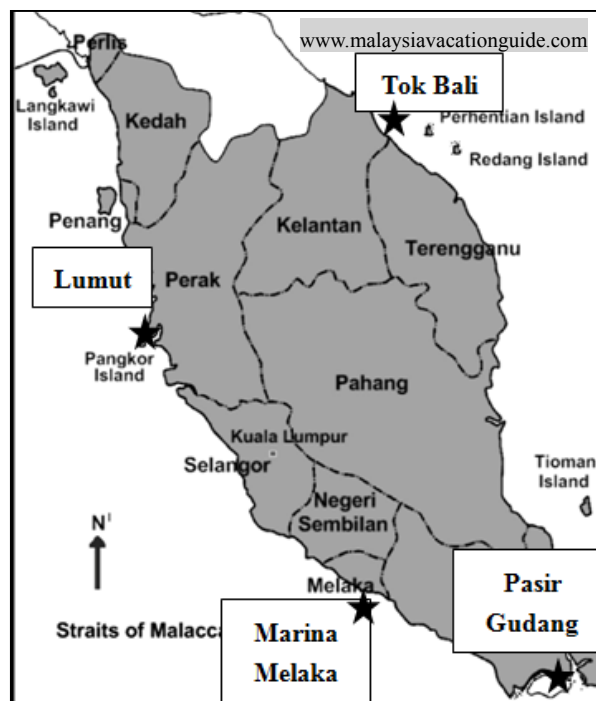 www.malaysiavacationguide.com
Perlis
Tok Bali
Langkawi
Island
Perhentian Island
Kedah
Redang Island
Penang
Kelantan
Terengganu
Lumut
Perak
Pangkor
Island
Pahang
Kuala Lumpur
Selangor
Tioman
Island
Negeri
Sembilan
N
Melaka
Pasir
Gudang
Straits of Malacca
Marina
Melaka